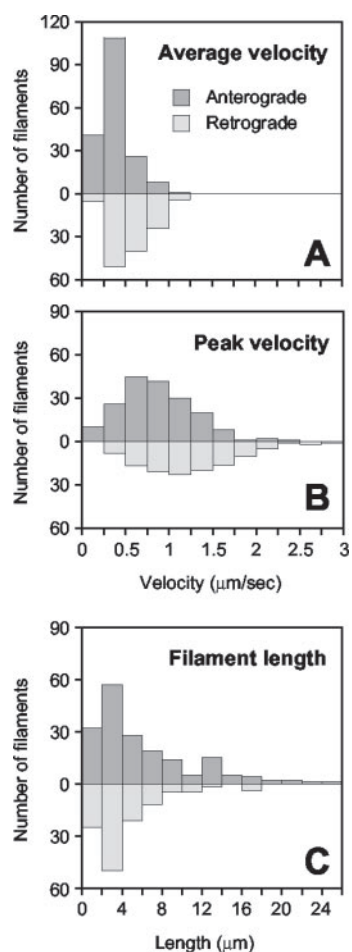 Average velocity
Anterograde
Retrograde
Number of filaments
120
90
60
30
0
30
60
A
Peak velocity
Number of filaments
90
60
30
0
30
60
B
0 0.5 1 1.5 2 2.5 3
Velocity (μm/sec)
Filament length
Number of filaments
90
60
30
0
30
60
C
0 4 8 12 16 20 24
Length (μm)